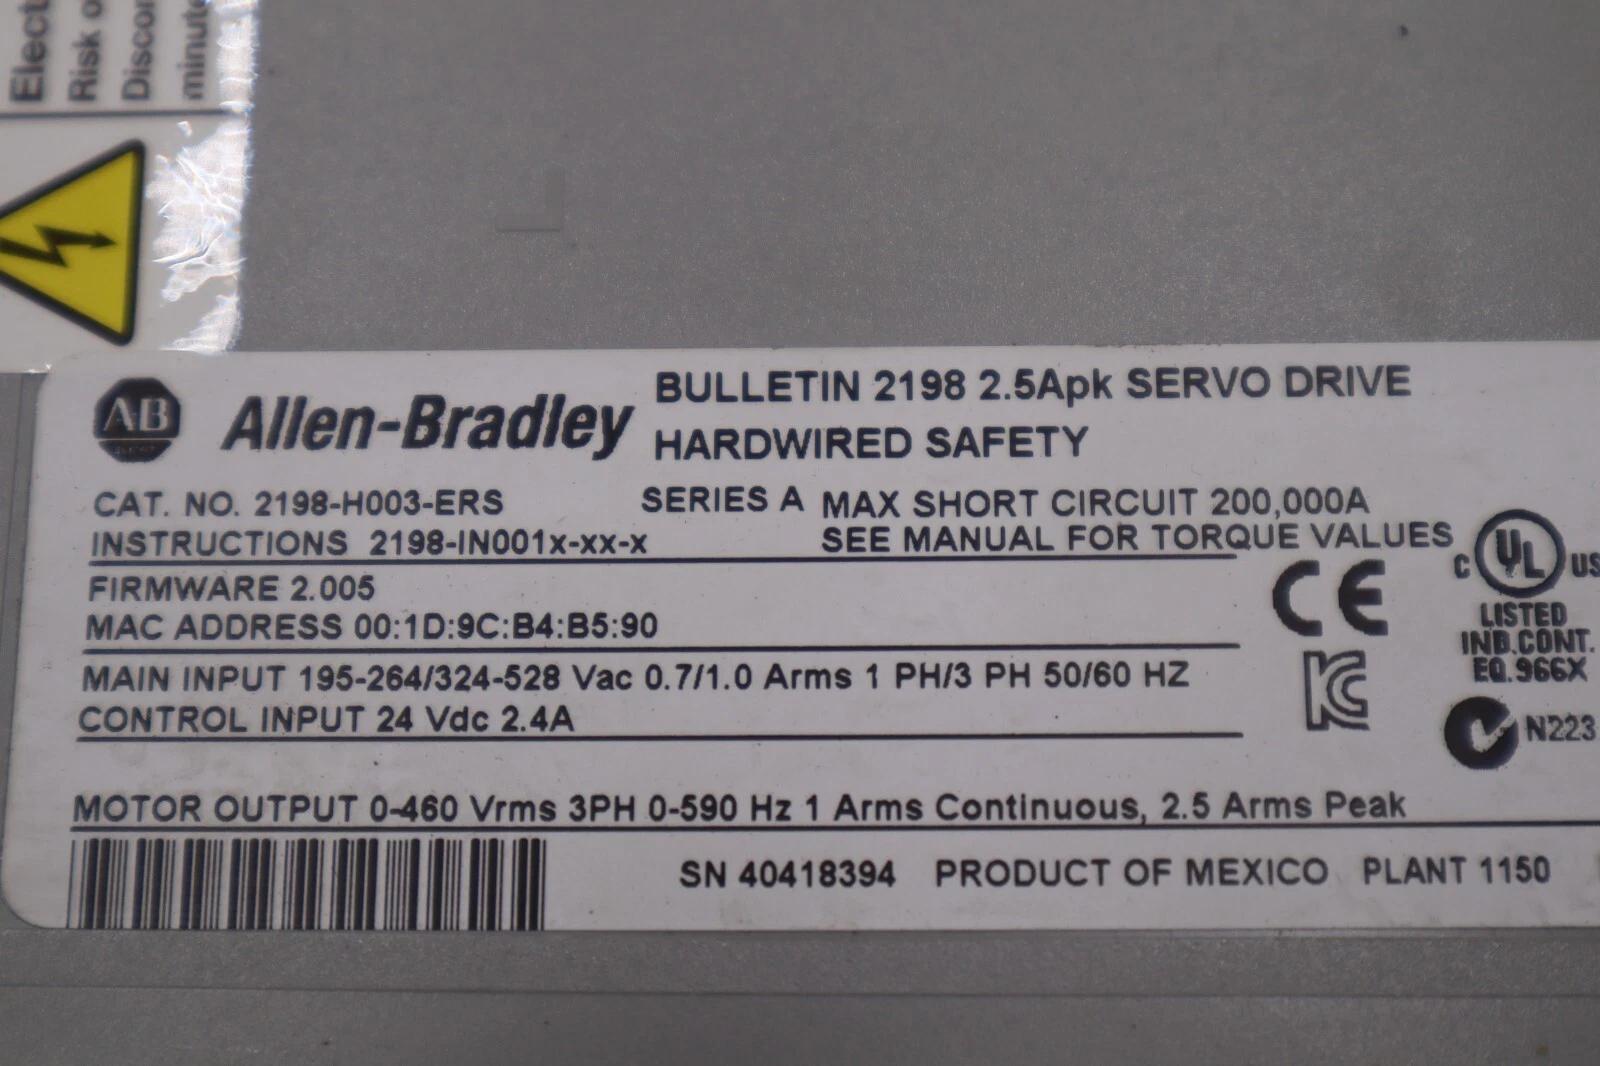 Elect
Risk o
Discon
minute
AB
Allen-Bradley
BULLETIN 2198 2.5Apk SERVO DRIVE
HARDWIRED SAFETY
CAT. NO. 2198-H003-ERS SERIES A MAX SHORT CIRCUIT 200,000A
INSTRUCTIONS 2198-IN001x-xx-x SEE MANUAL FOR TORQUE VALUES
FIRMWARE 2.005
MAC ADDRESS 00:1D:9C:B4:B5:90
MAIN INPUT 195-264/324-528 Vac 0.7/1.0 Arms 1 PH/3 PH 50/60 HZ
CONTROL INPUT 24 Vdc 2.4A
CE
C UL US
LISTED
IND.CONT.
EQ.966X
KC
N223
MOTOR OUTPUT 0-460 Vrms 3PH 0-590 Hz 1 Arms Continuous, 2.5 Arms Peak
SN 40418394 PRODUCT OF MEXICO PLANT 1150